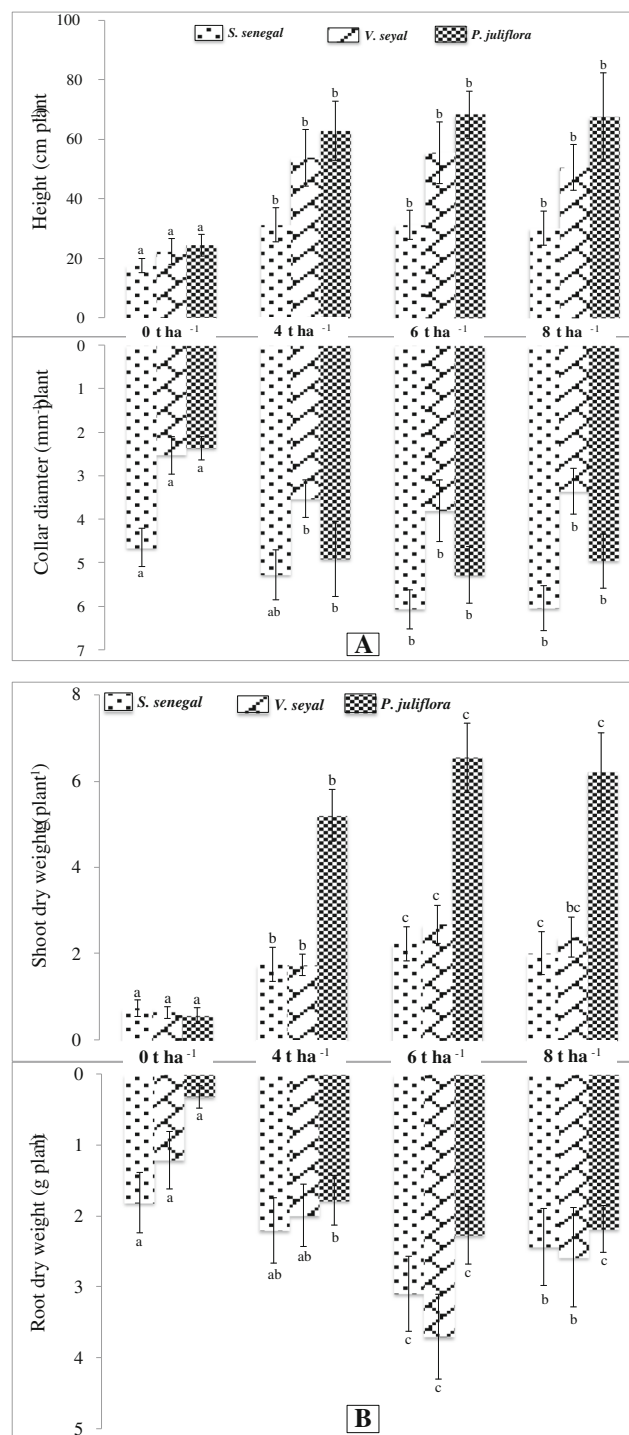 S. senegal V. seyal P. juliflora
100
80
60
40
20
0
Height (cm plant)
a a a b b b b b b b b b
0 t ha -1 4 t ha -1 6 t ha -1 8 t ha -1
0
1
2
3
4
5
6
7
Collar diamter (mm-1plant
a a a ab b b b b b b b b
A
S. senegal V. seyal P. juliflora
8
6
4
2
0
Shoot dry weight
a a a b b b c c c c bc c
0 t ha -1 4 t ha -1 6 t ha -1 8 t ha -1
0
1
2
3
4
5
Root dry weight (g
a a a ab ab b c c c b b c
B